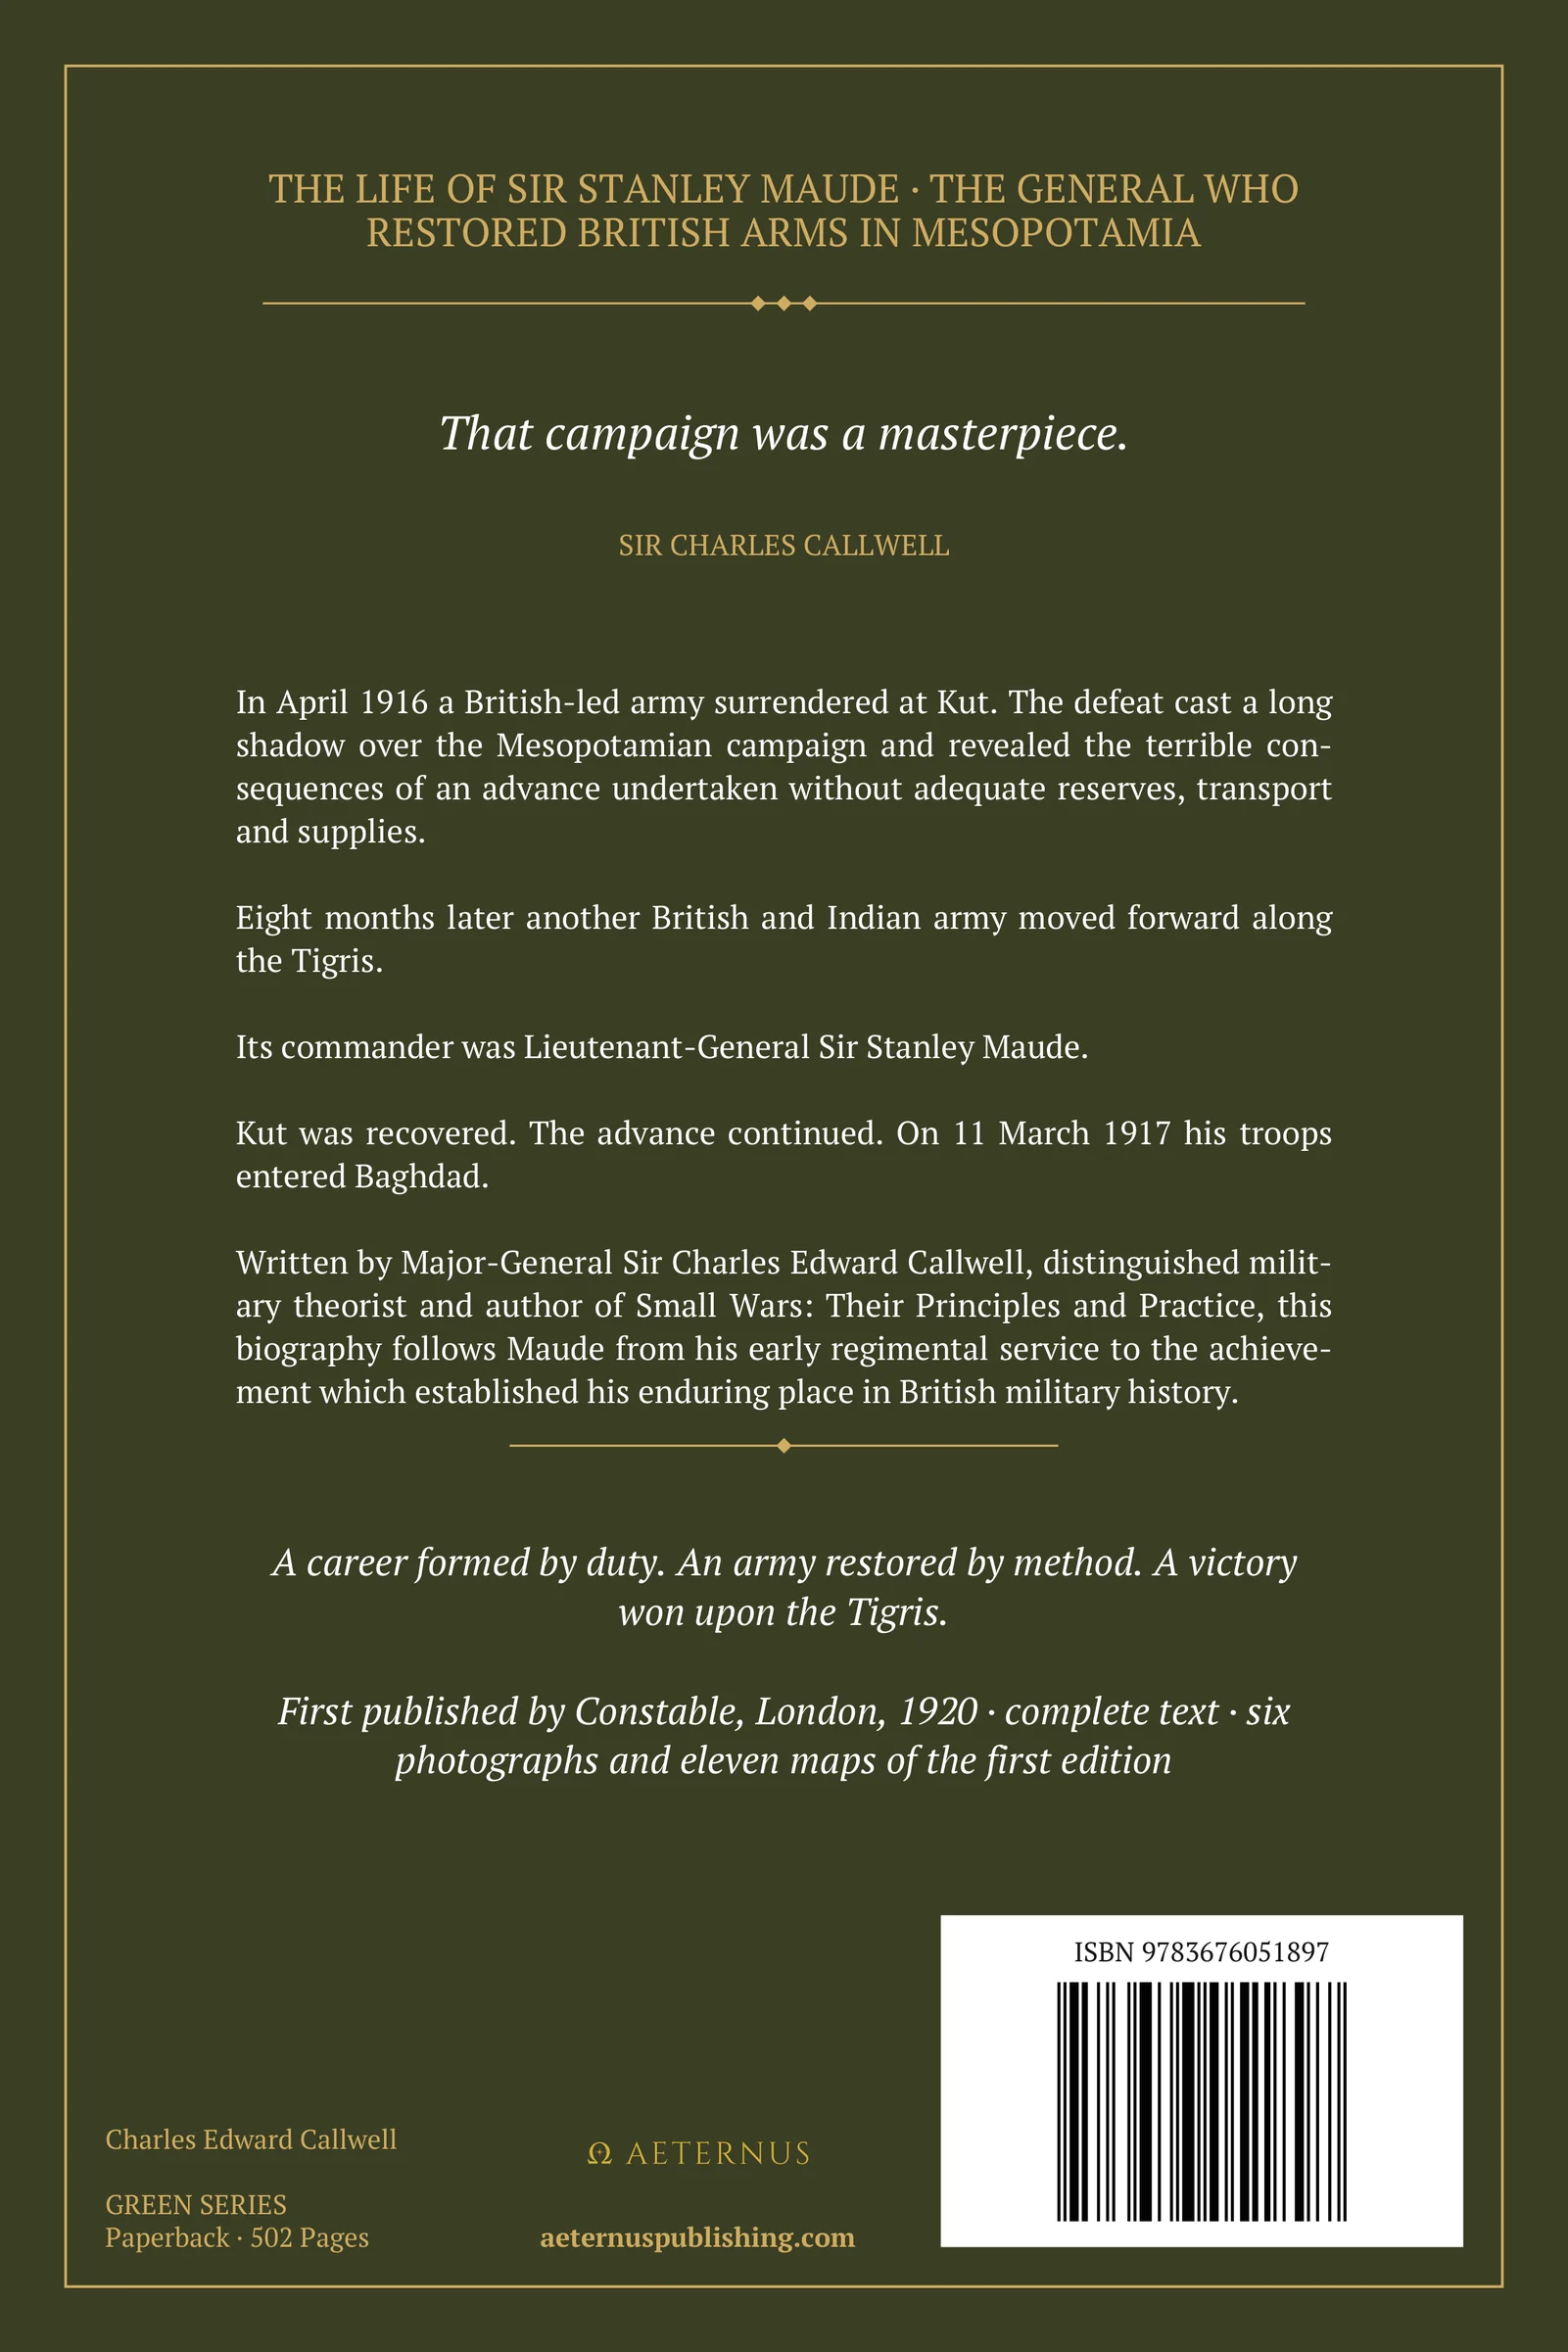 THE LIFE OF SIR STANLEY MAUDE · THE GENERAL WHO
RESTORED BRITISH ARMS IN MESOPOTAMIA
That campaign was a masterpiece.
SIR CHARLES CALLWELL
In April 1916 a British-led army surrendered at Kut. The defeat cast a long
shadow over the Mesopotamian campaign and revealed the terrible con-
sequences of an advance undertaken without adequate reserves, transport
and supplies.
Eight months later another British and Indian army moved forward along
the Tigris.
Its commander was Lieutenant-General Sir Stanley Maude.
Kut was recovered. The advance continued. On 11 March 1917 his troops
entered Baghdad.
Written by Major-General Sir Charles Edward Callwell, distinguished milit-
ary theorist and author of Small Wars: Their Principles and Practice, this
biography follows Maude from his early regimental service to the achieve-
ment which established his enduring place in British military history.
A career formed by duty. An army restored by method. A victory
won upon the Tigris.
First published by Constable, London, 1920 · complete text · six
photographs and eleven maps of the first edition
ISBN 9783676051897
Charles Edward Callwell
Ω AETERNUS
GREEN SERIES
Paperback · 502 Pages
aeternuspublishing.com